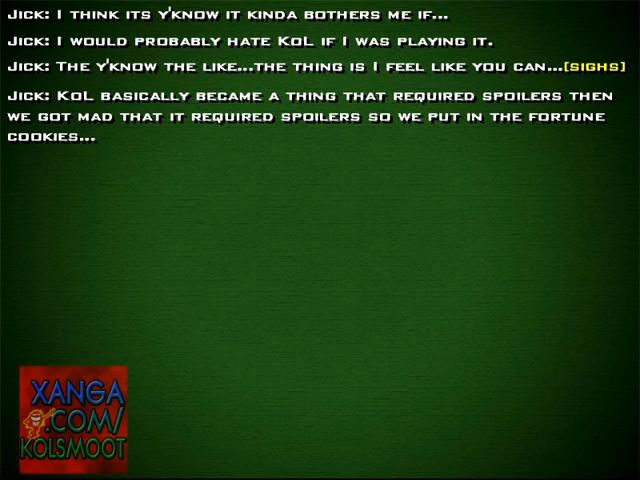 Jick: I think its y'know it kinda bothers me if...
Jick: I would probably hate KoL if I was playing it.
Jick: The y'know the like...the thing is I feel like you can...[sighs]
Jick: KoL basically became a thing that required spoilers then
we got mad that it required spoilers so we put in the fortune
cookies...
XANGA
.COM/
KOLSMOOT